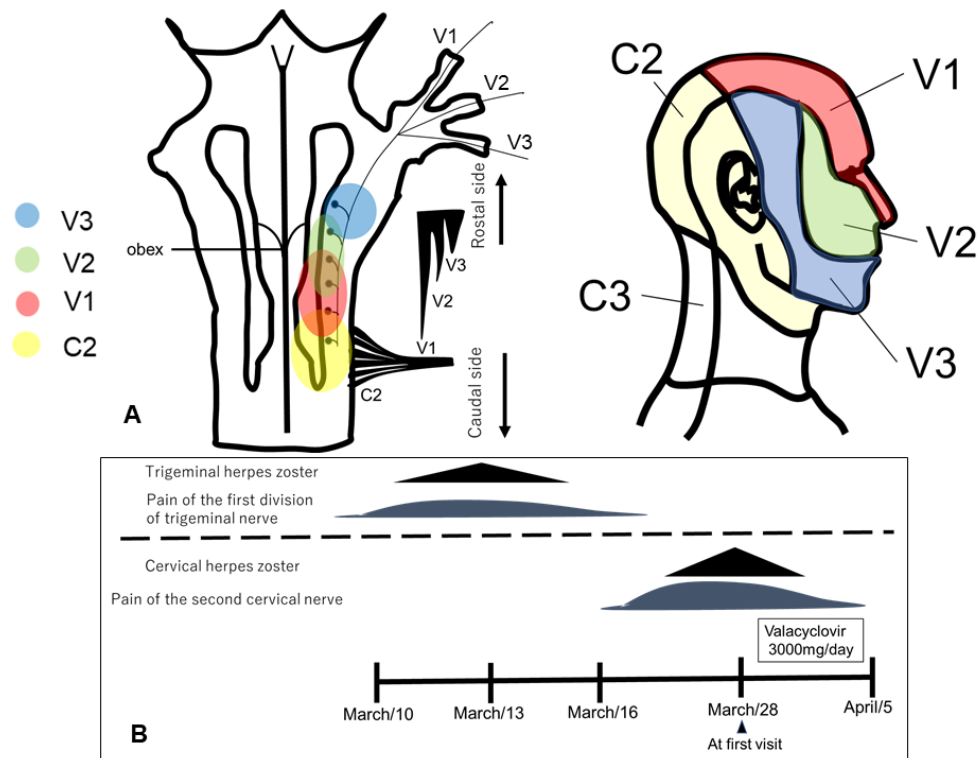 V1
V2
V3
Rostal side
V3
V2
V1
C2
Caudal side
obex
V3
V2
V1
C2
A
C2
V1
V2
C3
V3
Trigeminal herpes zoster
Pain of the first division
of trigeminal nerve
Cervical herpes zoster
Pain of the second cervical nerve
Valacyclovir
3000mg/day
March/10
March/13
March/16
March/28
April/5
At first visit
B